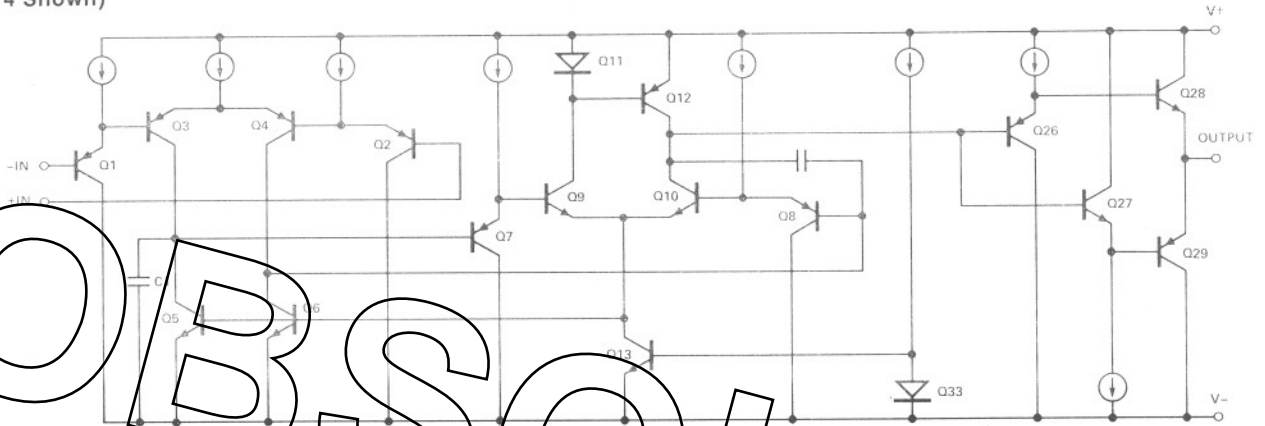 4 Shown)
V+
Q11
Q12
Q28
Q3
Q4
Q2
Q26
OUTPUT
Q1
-IN
+IN
Q9
Q10
Q8
Q27
Q7
Q29
C
Q5
Q6
Q13
Q33
V-
OBSOL